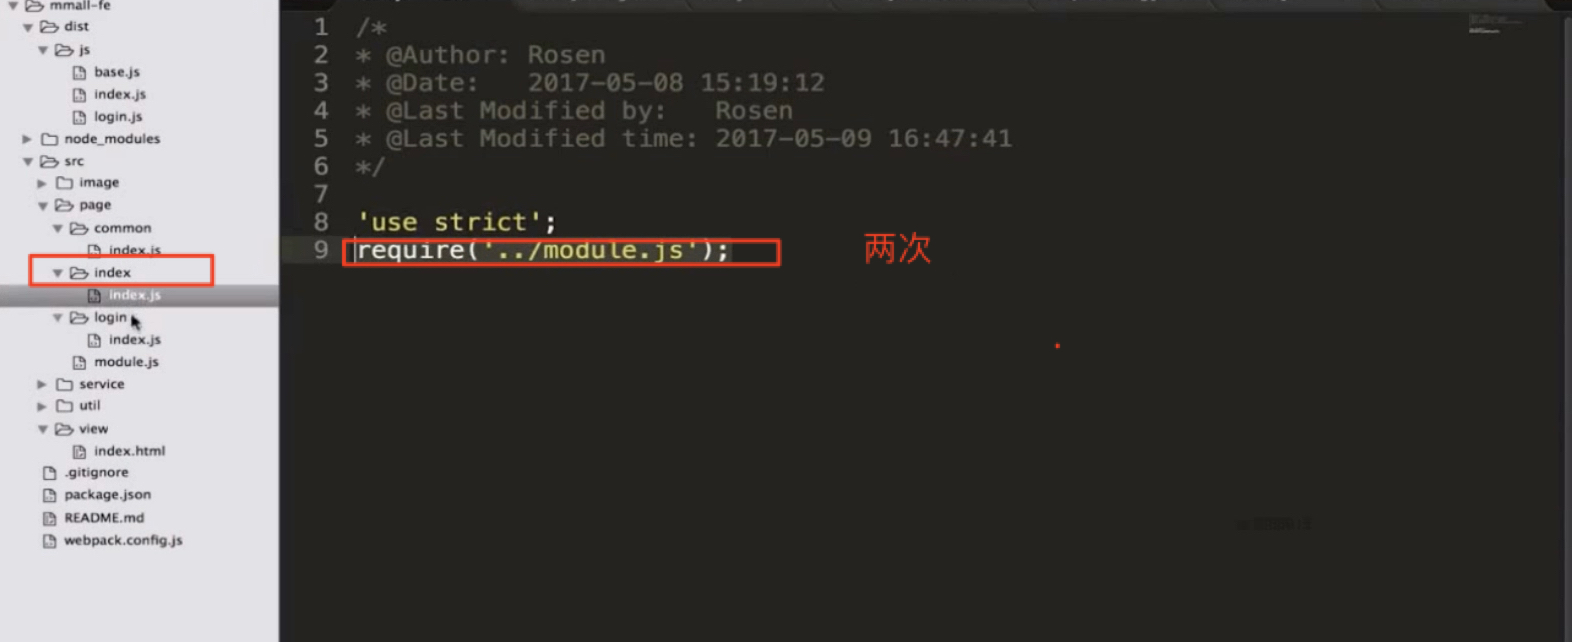 mmall-fe
dist
js
base.js
index.js
login.js
node_modules
src
image
page
common
index.js
index
index.js
login
index.js
module.js
service
util
view
index.html
.gitignore
package.json
README.md
webpack.config.js
1 /*
2 * @Author: Rosen
3 * @Date:   2017-05-08 15:19:12
4 * @Last Modified by:   Rosen
5 * @Last Modified time: 2017-05-09 16:47:41
6 */
7
8 'use strict';
9 require('../module.js');
两次